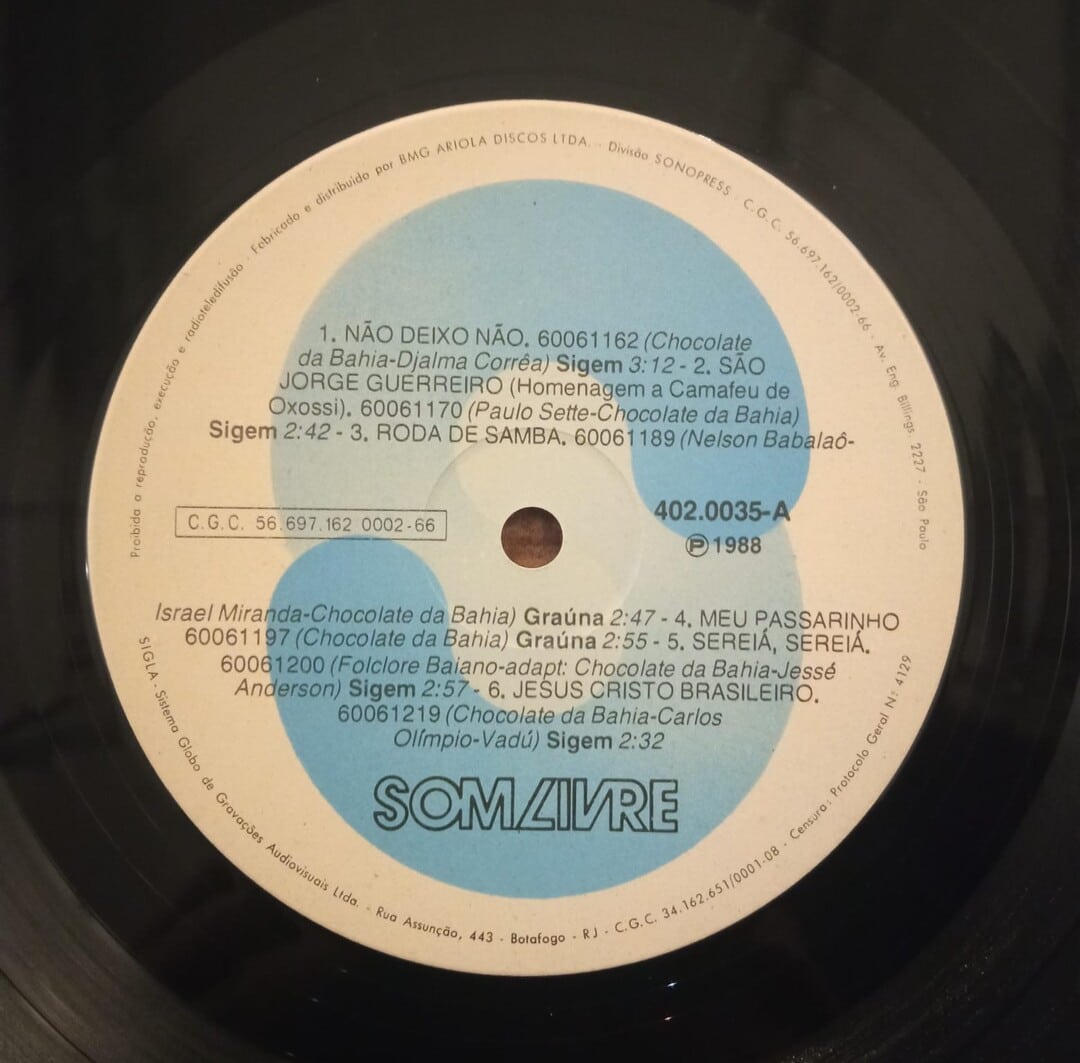 Proibida a reprodução, execução e radioteledifusão - Fabricado e distribuido por BMG ARIOLA DISCOS LTDA. - Divisão SONOPRESS - C.G.C. 56.697.162/0002-66 - Av. Eng. Billings, 2227 - São Paulo
1. NÃO DEIXO NÃO. 60061162 (Chocolate
da Bahia-Djalma Corrêa) Sigem 3:12 - 2. SÃO
JORGE GUERREIRO (Homenagem a Camafeu de
Oxossi). 60061170 (Paulo Sette-Chocolate da Bahia)
Sigem 2:42 - 3. RODA DE SAMBA. 60061189 (Nelson Babalaô-
C.G.C. 56.697.162 0002-66
402.0035-A
Ⓟ 1988
Israel Miranda-Chocolate da Bahia) Graúna 2:47 - 4. MEU PASSARINHO
60061197 (Chocolate da Bahia) Graúna 2:55 - 5. SEREIÁ, SEREIÁ.
60061200 (Folclore Baiano-adapt: Chocolate da Bahia-Jessé
Anderson) Sigem 2:57 - 6. JESUS CRISTO BRASILEIRO.
60061219 (Chocolate da Bahia-Carlos
Olímpio-Vadú) Sigem 2:32
SOM LIVRE
SIGLA - Sistema Globo de Gravações Audiovisuais Ltda. - Rua Assunção, 443 - Botafogo - RJ - C.G.C. 34.162.651/0001-08 - Censura: Protocolo Geral Nº 4129